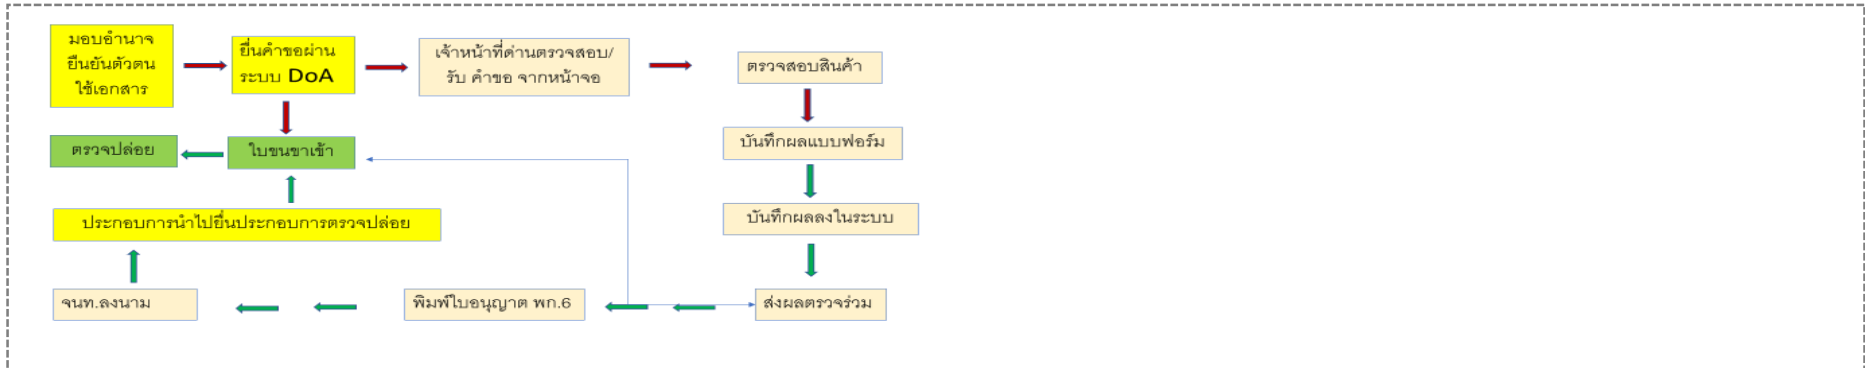 มอบอำนาจ
ยืนยันตัวตน
ใช้เอกสาร
ยื่นคำขอผ่าน
ระบบ DoA
เจ้าหน้าที่ด่านตรวจสอบ/
รับ คำขอ จากหน้าจอ
ตรวจสอบสินค้า
ตรวจปล่อย
ใบขนขาเข้า
บันทึกผลแบบฟอร์ม
ประกอบการนำไปยื่นประกอบการตรวจปล่อย
บันทึกผลลงในระบบ
จนท.ลงนาม
พิมพ์ใบอนุญาต พก.6
ส่งผลตรวจร่วม